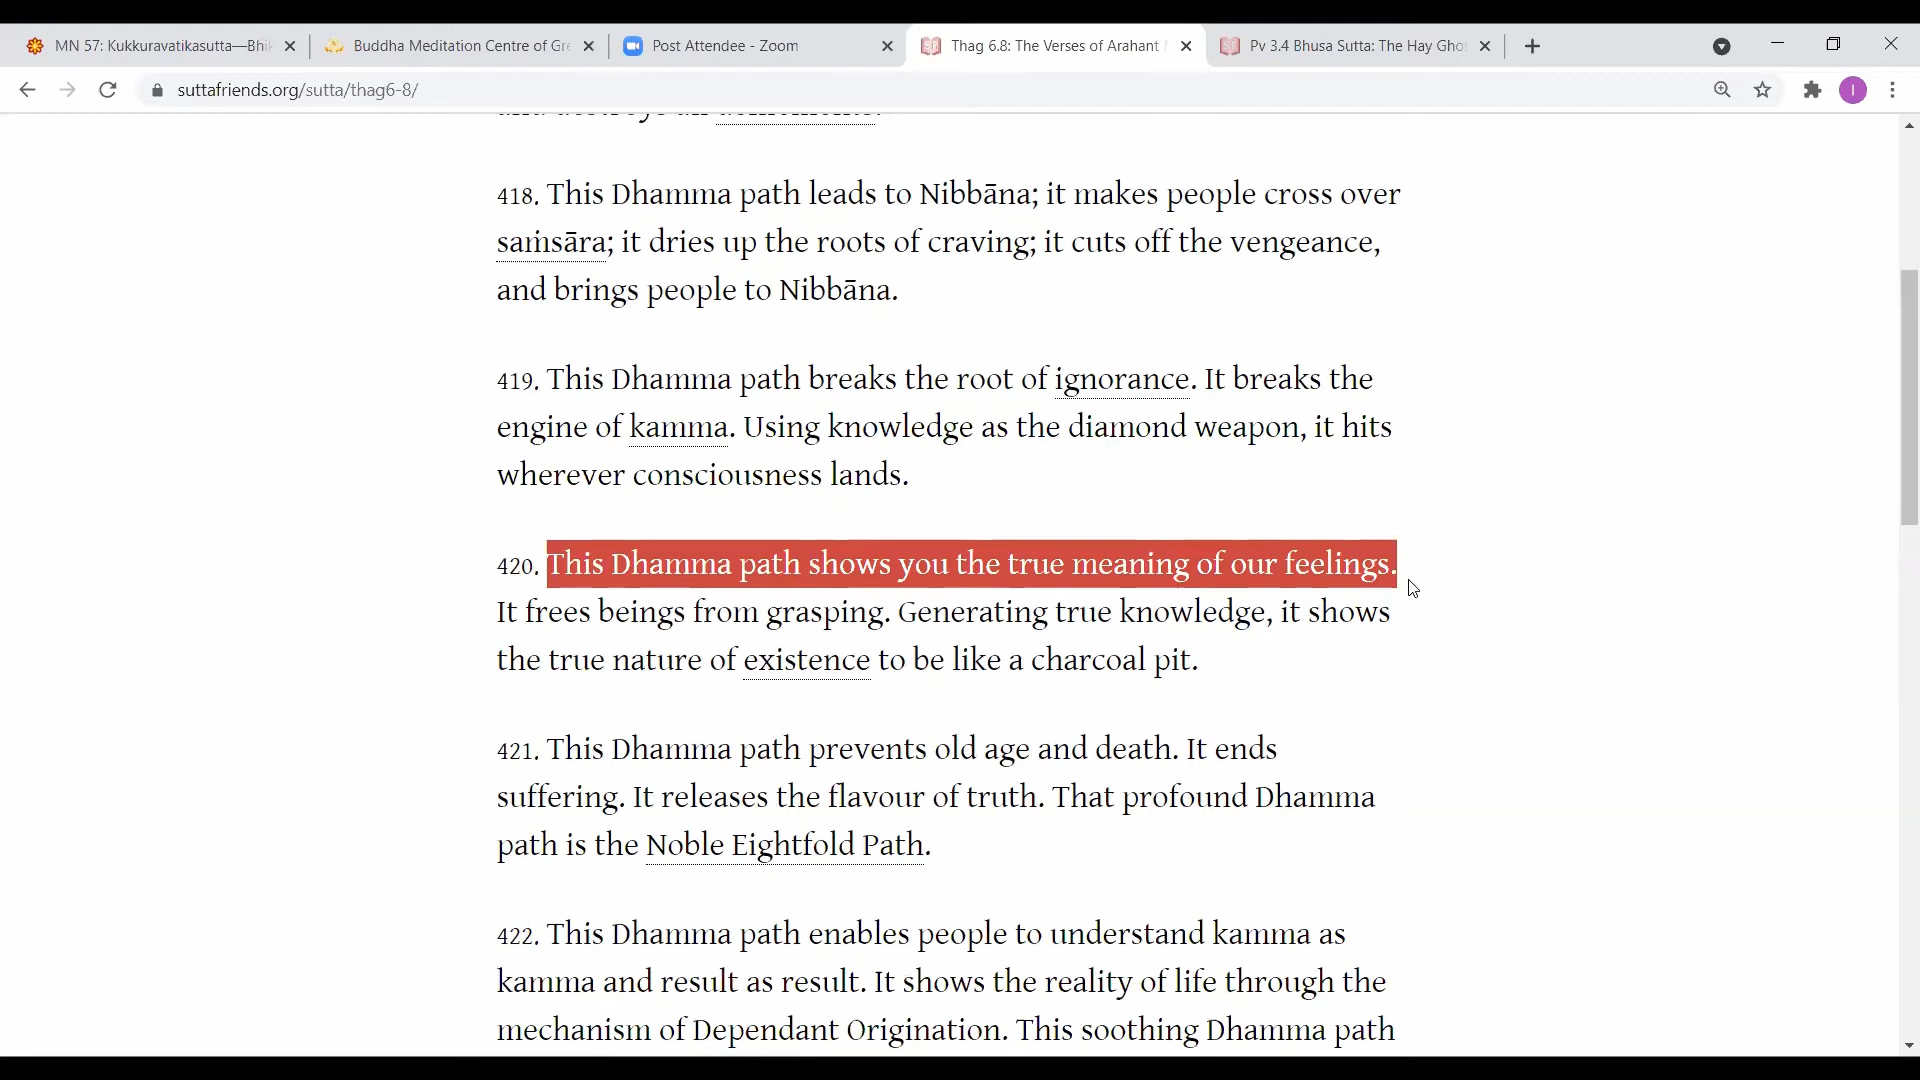 MN 57: Kukkuravatikasutta—Bhi
Buddha Meditation Centre of Gre
Post Attendee - Zoom
Thag 6.8: The Verses of Arahant
Pv 3.4 Bhusa Sutta: The Hay Ghos
suttafriends.org/sutta/thag6-8/
I
418. This Dhamma path leads to Nibbāna; it makes people cross over
saṁsāra; it dries up the roots of craving; it cuts off the vengeance,
and brings people to Nibbāna.
419. This Dhamma path breaks the root of ignorance. It breaks the
engine of kamma. Using knowledge as the diamond weapon, it hits
wherever consciousness lands.
420. This Dhamma path shows you the true meaning of our feelings.
It frees beings from grasping. Generating true knowledge, it shows
the true nature of existence to be like a charcoal pit.
421. This Dhamma path prevents old age and death. It ends
suffering. It releases the flavour of truth. That profound Dhamma
path is the Noble Eightfold Path.
422. This Dhamma path enables people to understand kamma as
kamma and result as result. It shows the reality of life through the
mechanism of Dependant Origination. This soothing Dhamma path